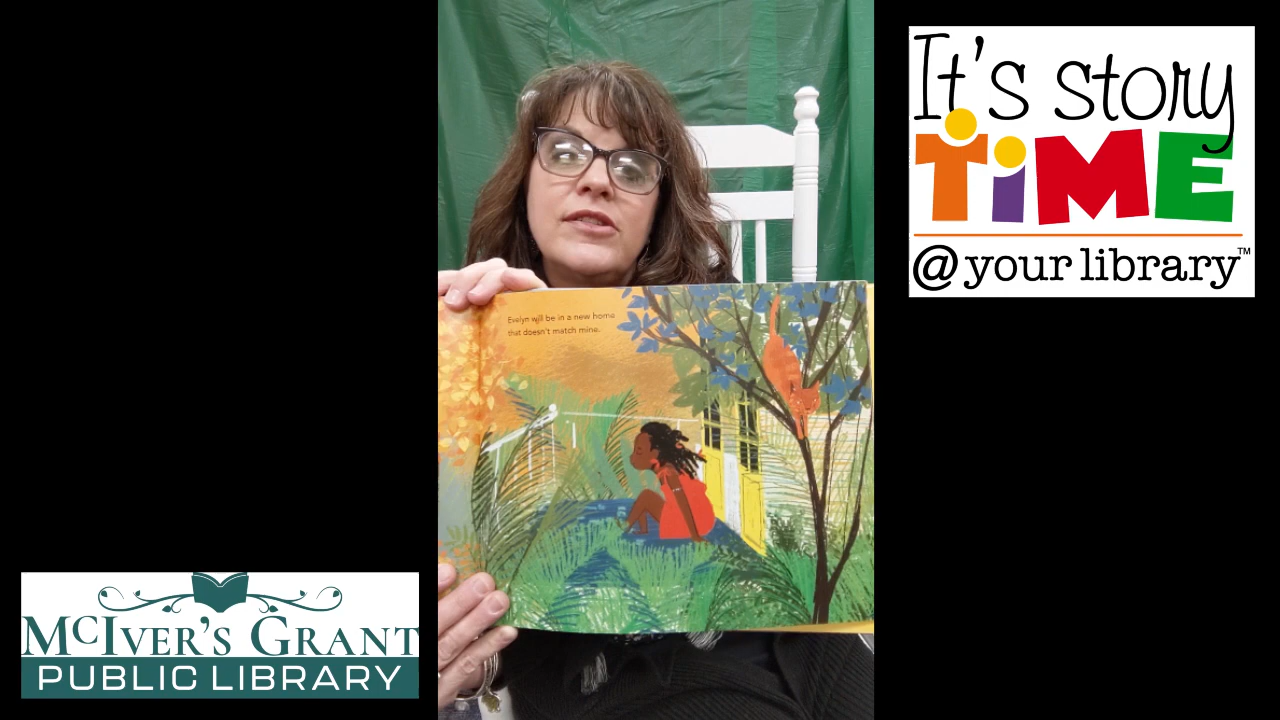 It's story
TiME
@ your library™
Evelyn will be in a new home
that doesn't match mine.
McIver's Grant
PUBLIC LIBRARY